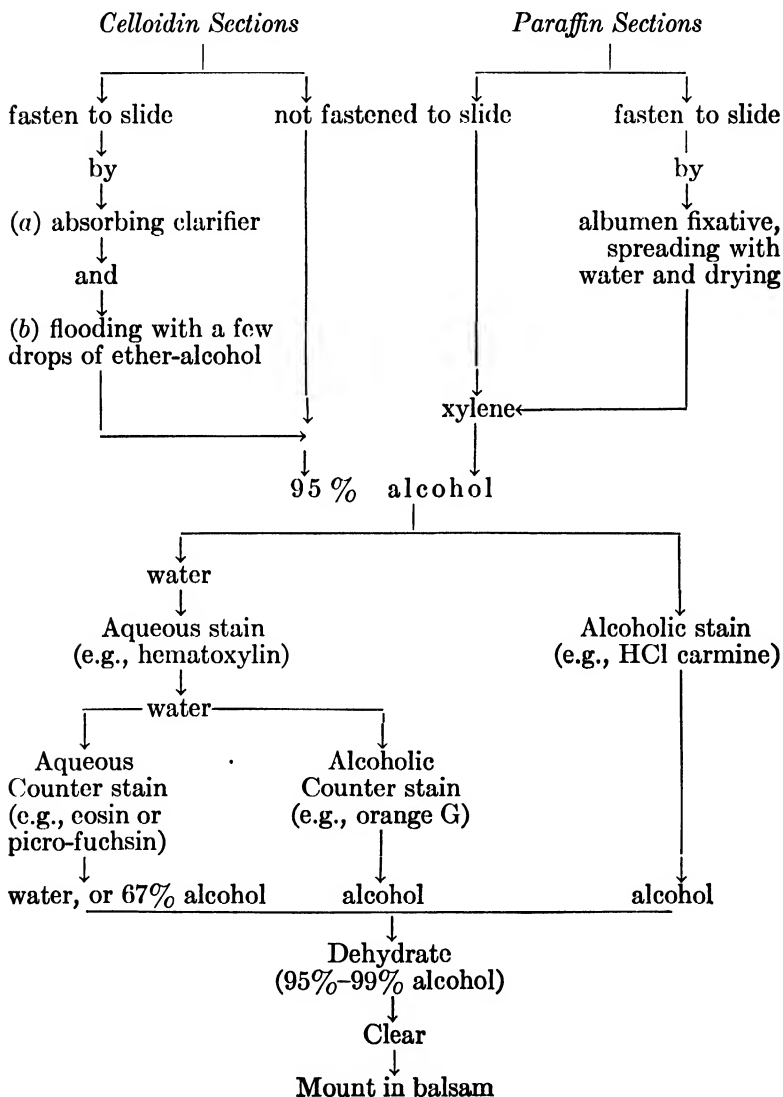 Celloidin Sections Paraffin Sections
fasten to slide not fastened to slide fasten to slide
by by
(a) absorbing clarifier albumen fixative,
spreading with
and water and drying
(b) flooding with a few
drops of ether-alcohol
xylene
95 % alcohol
water
Aqueous stain Alcoholic stain
(e.g., hematoxylin) (e.g., HCl carmine)
water
Aqueous Alcoholic
Counter stain Counter stain
(e.g., eosin or (e.g., orange G)
picro-fuchsin)
water, or 67% alcohol alcohol alcohol
Dehydrate
(95%–99% alcohol)
Clear
Mount in balsam